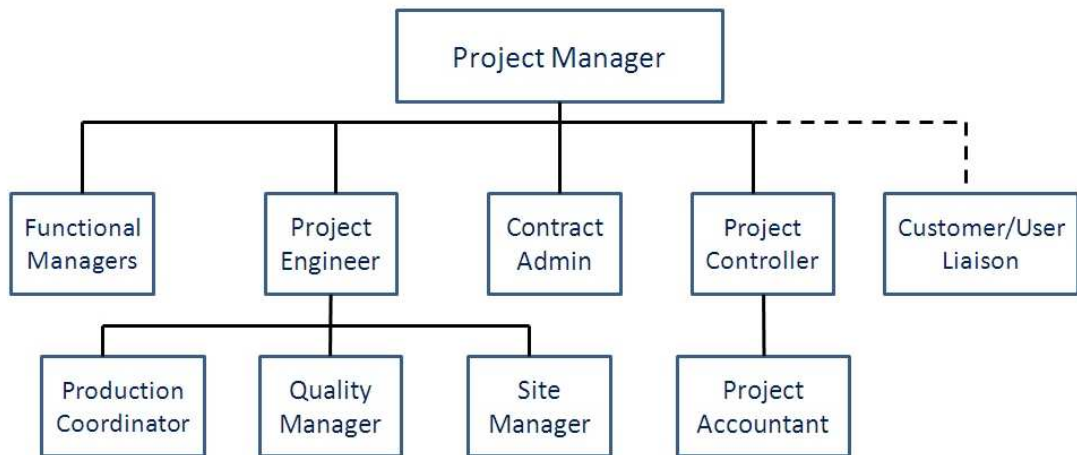 Project Manager
Functional
Managers
Project
Engineer
Contract
Admin
Project
Controller
Customer/User
Liaison
Production
Coordinator
Quality
Manager
Site
Manager
Project
Accountant